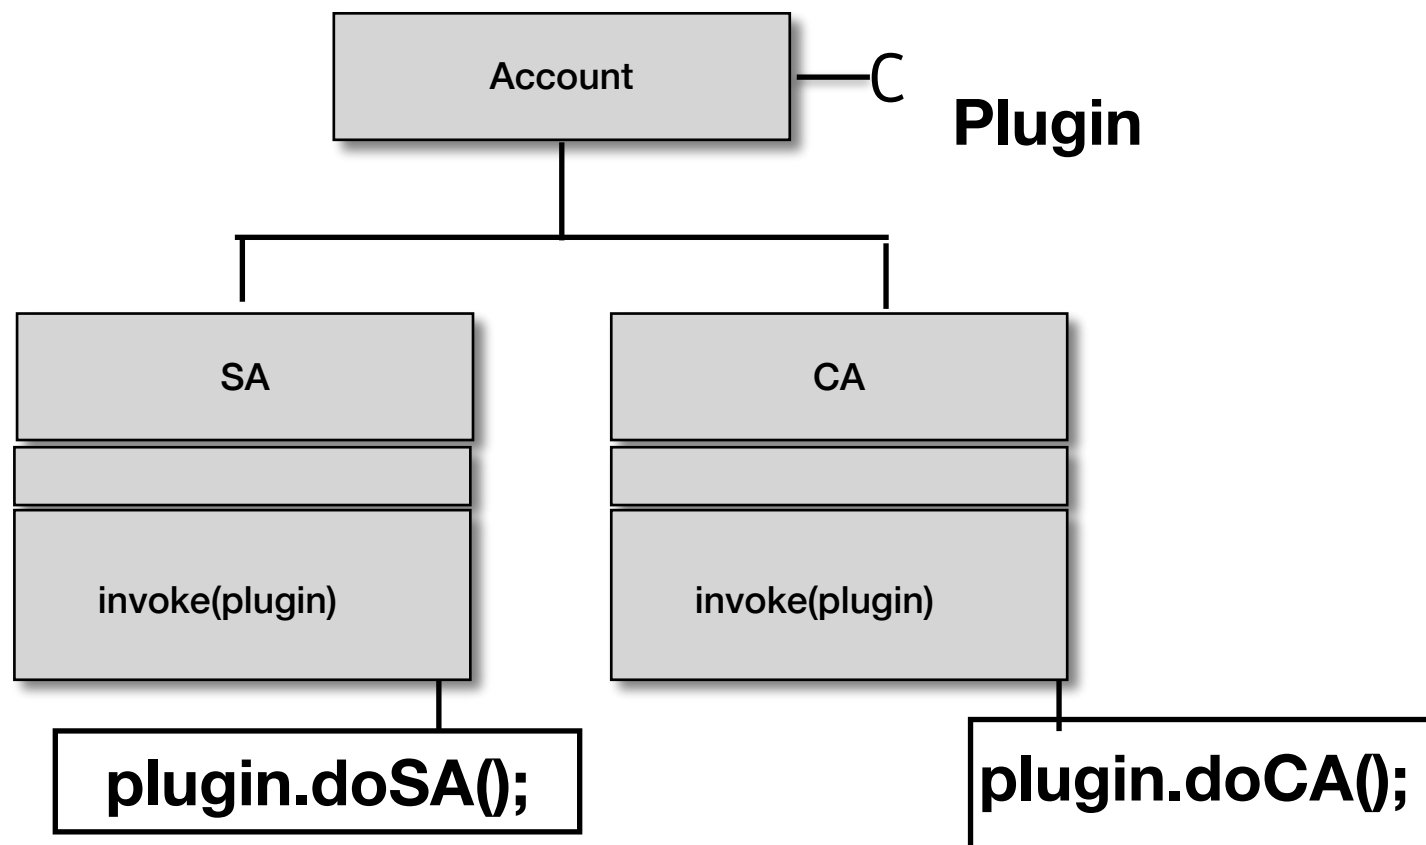 Account
Plugin
SA
CA
invoke(plugin)
invoke(plugin)
plugin.doSA();
plugin.doCA();